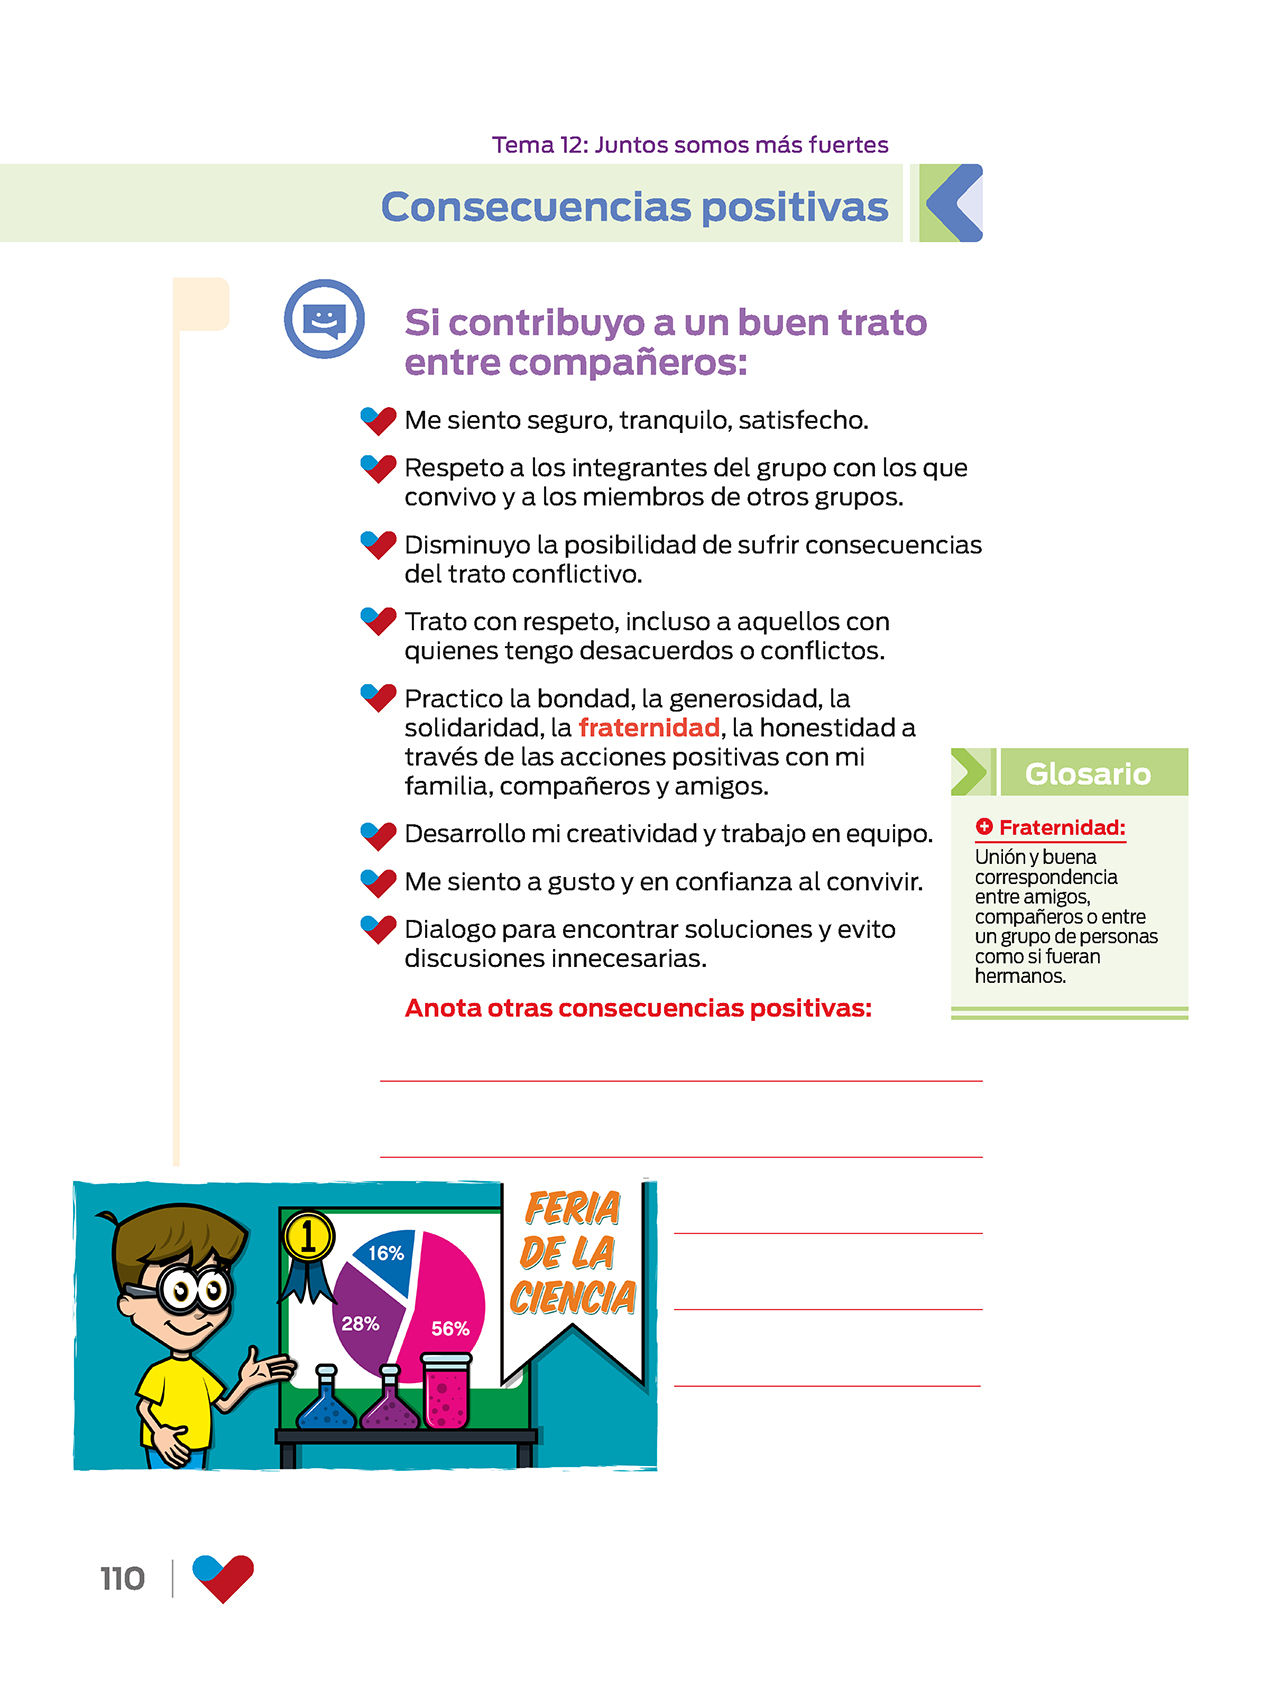 Tema 12: Juntos somos más fuertes
Consecuencias positivas
Si contribuyo a un buen trato
entre compañeros:
Me siento seguro, tranquilo, satisfecho.
Respeto a los integrantes del grupo con los que
convivo y a los miembros de otros grupos.
Disminuyo la posibilidad de sufrir consecuencias
del trato conflictivo.
Trato con respeto, incluso a aquellos con
quienes tengo desacuerdos o conflictos.
Practico la bondad, la generosidad, la
solidaridad, la fraternidad, la honestidad a
través de las acciones positivas con mi
familia, compañeros y amigos.
Desarrollo mi creatividad y trabajo en equipo.
Me siento a gusto y en confianza al convivir.
Dialogo para encontrar soluciones y evito
discusiones innecesarias.
Anota otras consecuencias positivas:
Glosario
Fraternidad:
Unión y buena
correspondencia
entre amigos,
compañeros o entre
un grupo de personas
como si fueran
hermanos.
FERIA
DE LA
CIENCIA
1
16%
28%
56%
110